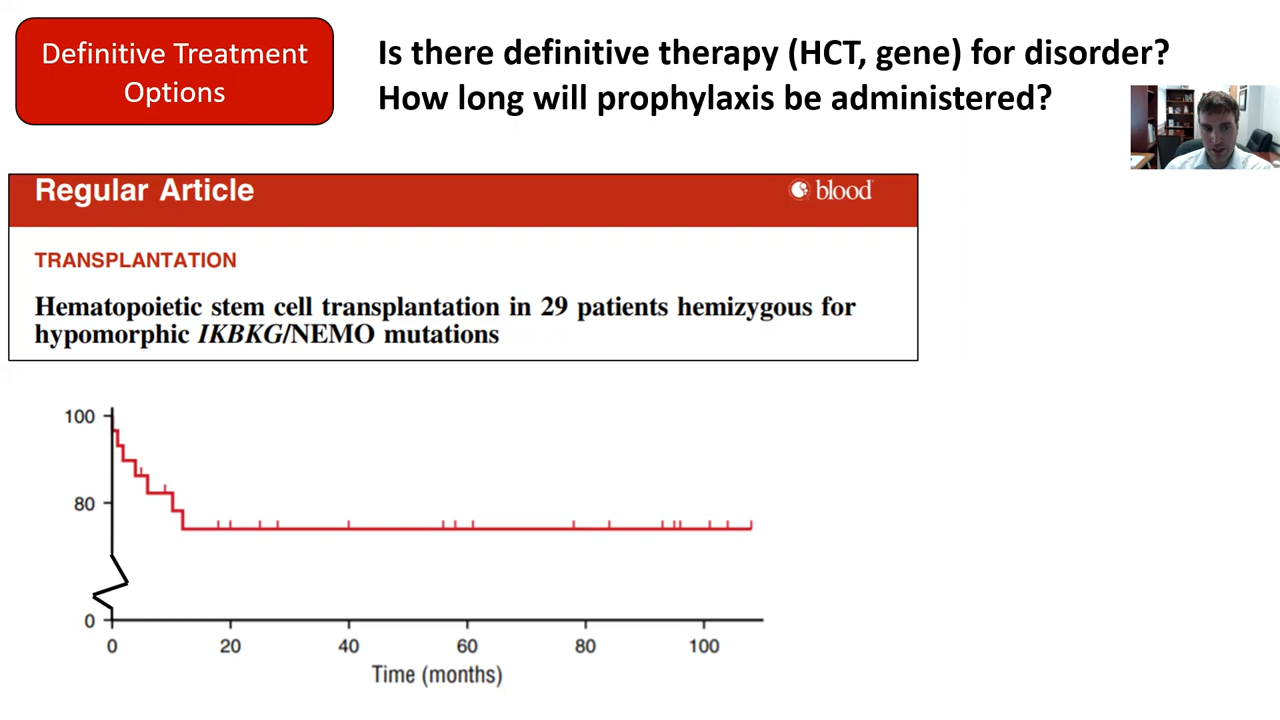 Definitive Treatment
Options
Is there definitive therapy (HCT, gene) for disorder?
How long will prophylaxis be administered?
Regular Article
blood
TRANSPLANTATION
Hematopoietic stem cell transplantation in 29 patients hemizygous for
hypomorphic IKBKG/NEMO mutations
100
80
0
0 20 40 60 80 100
Time (months)